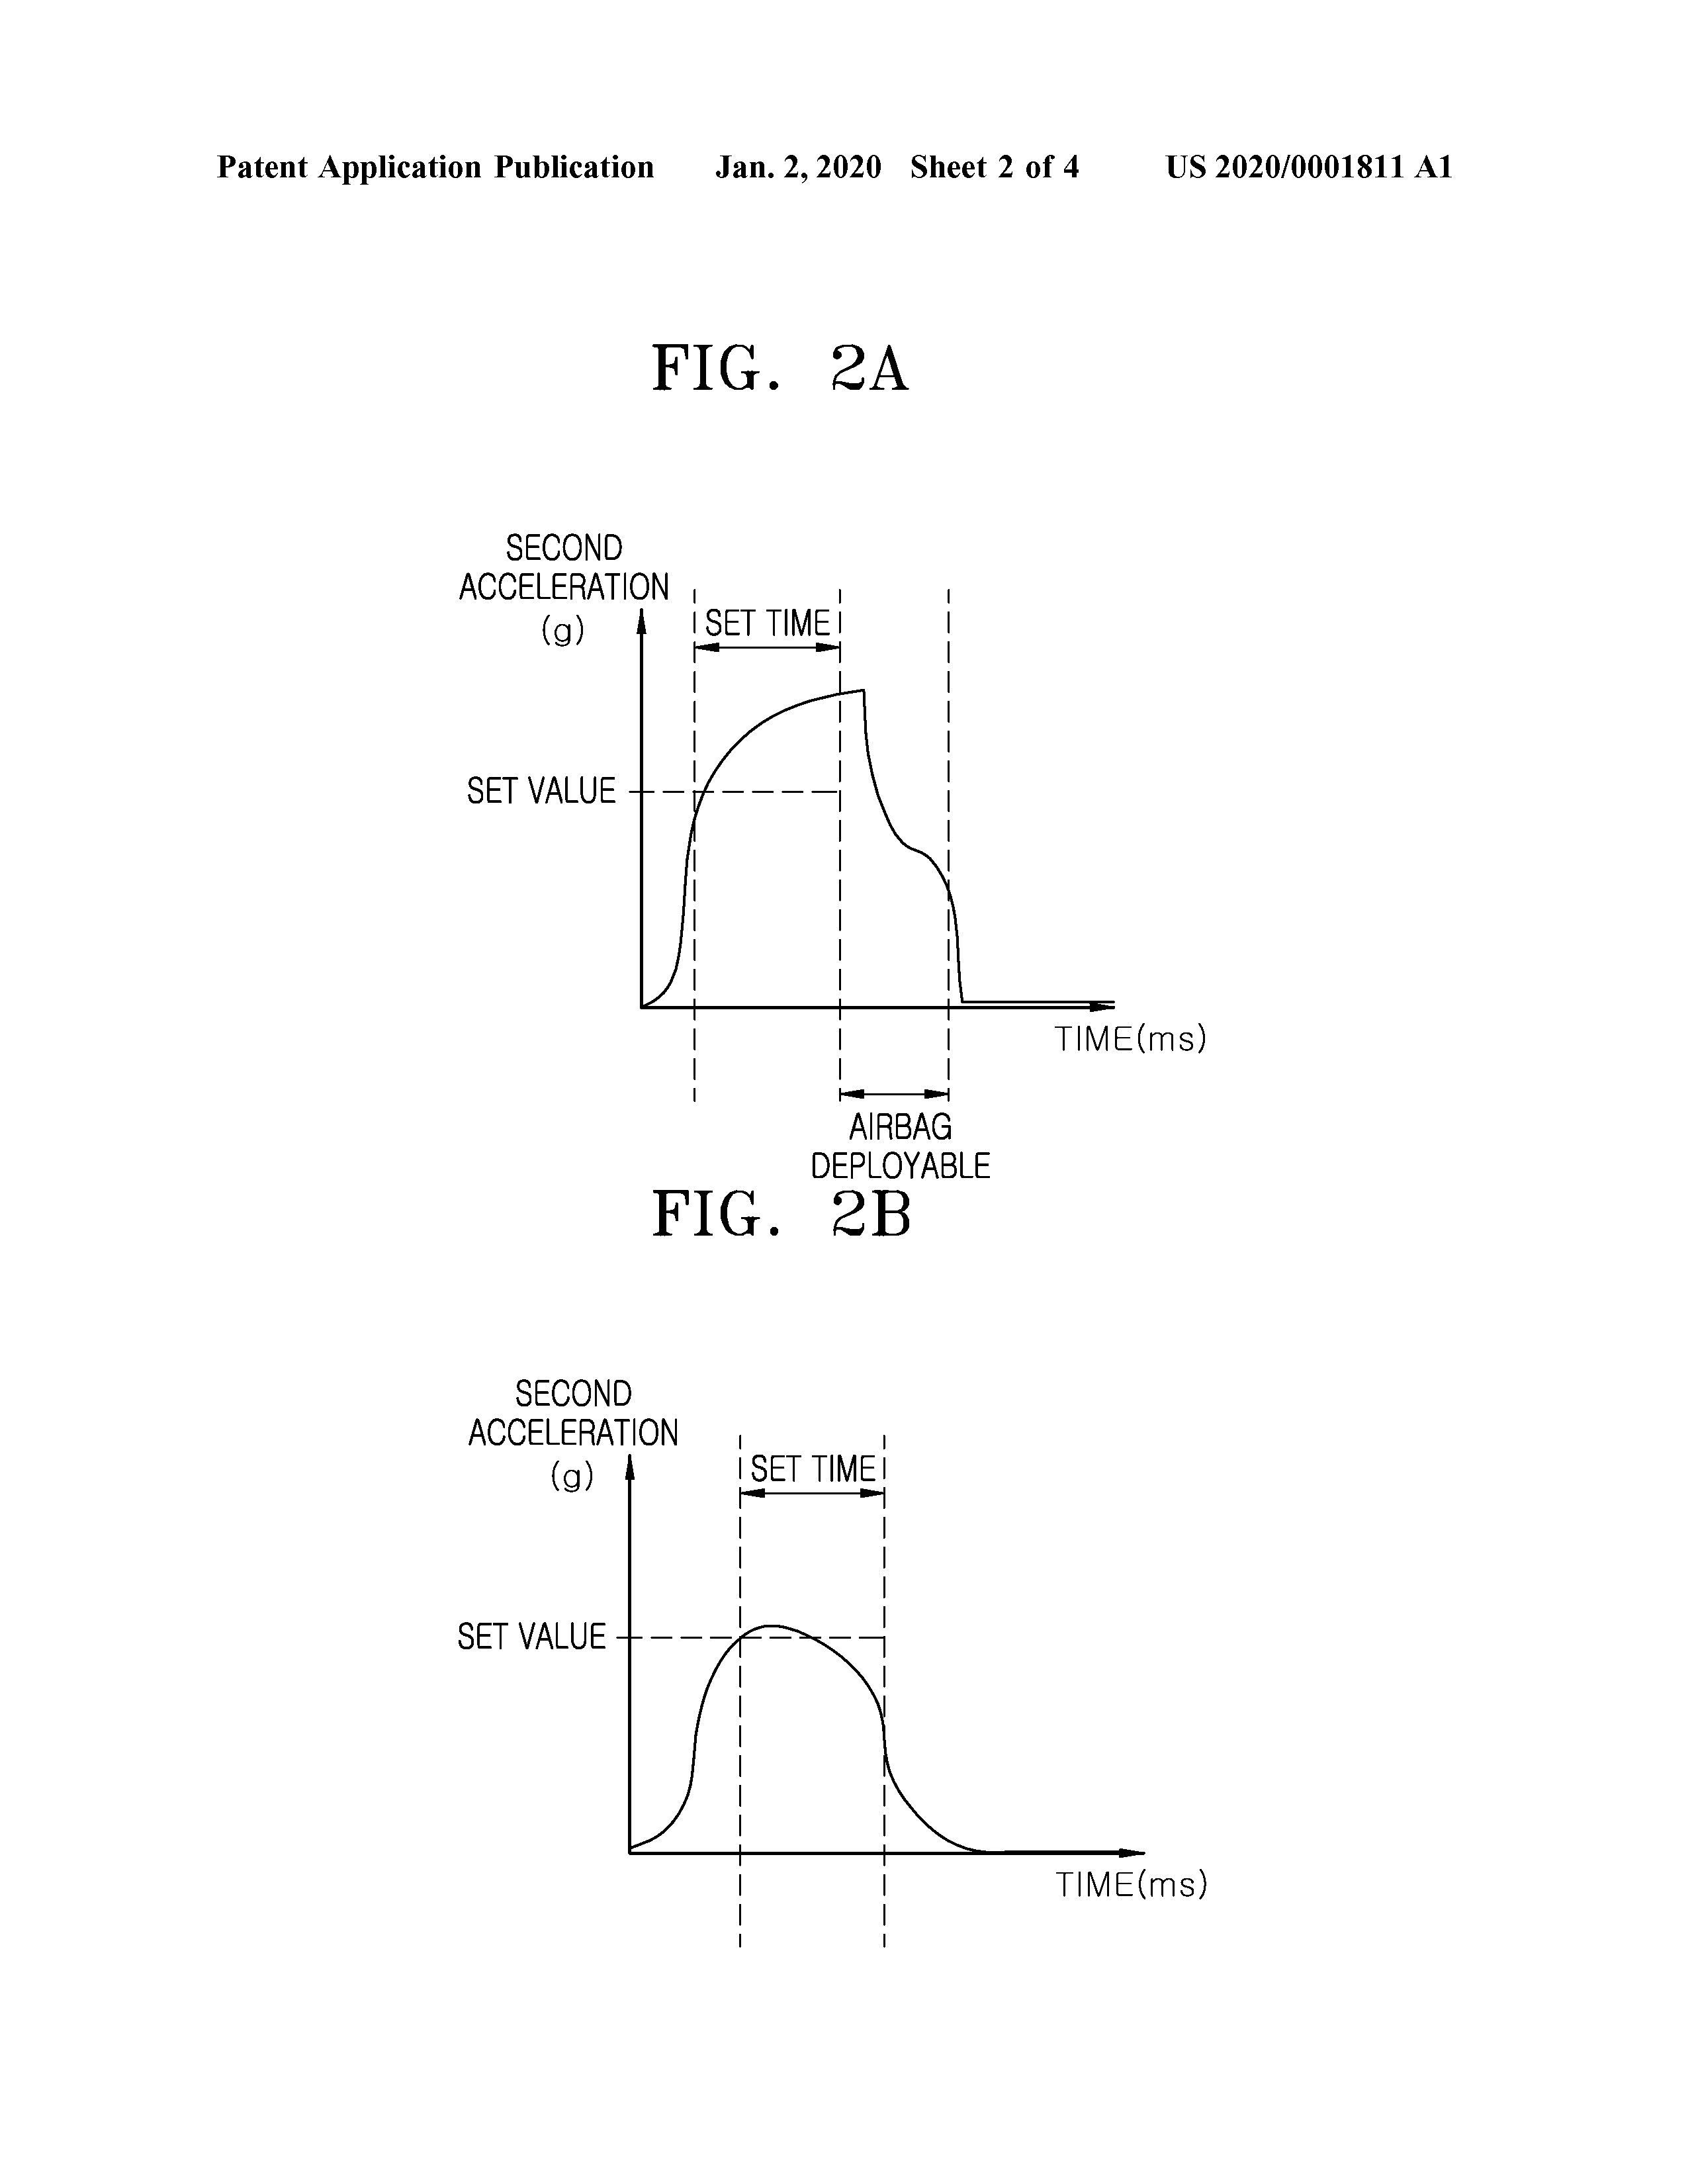 Patent Application Publication Jan. 2, 2020 Sheet 2 of 4 US 2020/0001811 A1
FIG. 2A
SECOND
ACCELERATION
(g)
SET TIME
SET VALUE
TIME(ms)
AIRBAG
DEPLOYABLE
FIG. 2B
SECOND
ACCELERATION
(g)
SET TIME
SET VALUE
TIME(ms)